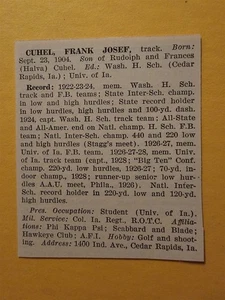 CUHEL, FRANK JOSEF, track. Born:
Sept. 23, 1904. Son of Rudolph and Frances
(Haiva) Cuhel. Ed.: Wash. H. Sch. (Cedar
Rapids, Ia.); Univ. of Ia.
Record: 1922-23-24, mem. Wash. H. Sch.
track and F.B. teams; State Inter-Sch. champ.
in low and high hurdles; State record holder
in low hurdles, high hurdles and 100-yd. dash.
1924, capt. Wash. H. Sch. track team; All-State
and All-Amer. end on Natl. champ. H. Sch. F.B.
team; Natl. Inter-Sch. champ. 440 and 220 low
and high hurdles (Stagg's meet). 1926-27, mem.
Univ. of Ia. F.B. team. 1926-27-28, mem. Univ.
of Ia. track team (capt., 1928; "Big Ten" Conf.
champ. 220-yd. low hurdles, 1926-27; 70-yd. in-
door champ., 1928; runner-up senior low hur-
dles A.A.U. meet, Phila., 1926). Natl. Inter-
Sch. record holder in 220-yd. low and 120-yd.
high hurdles.
Pres. Occupation: Student (Univ. of Ia.).
Mil. Service: Col. Ia. Regt., R.O.T.C. Affilia-
tions: Phi Kappa Psi; Scabbard and Blade;
Hawkeye Club; A.F.I. Hobby: Golf and shoot-
ing. Address: 1400 Ind. Ave., Cedar Rapids, Ia.